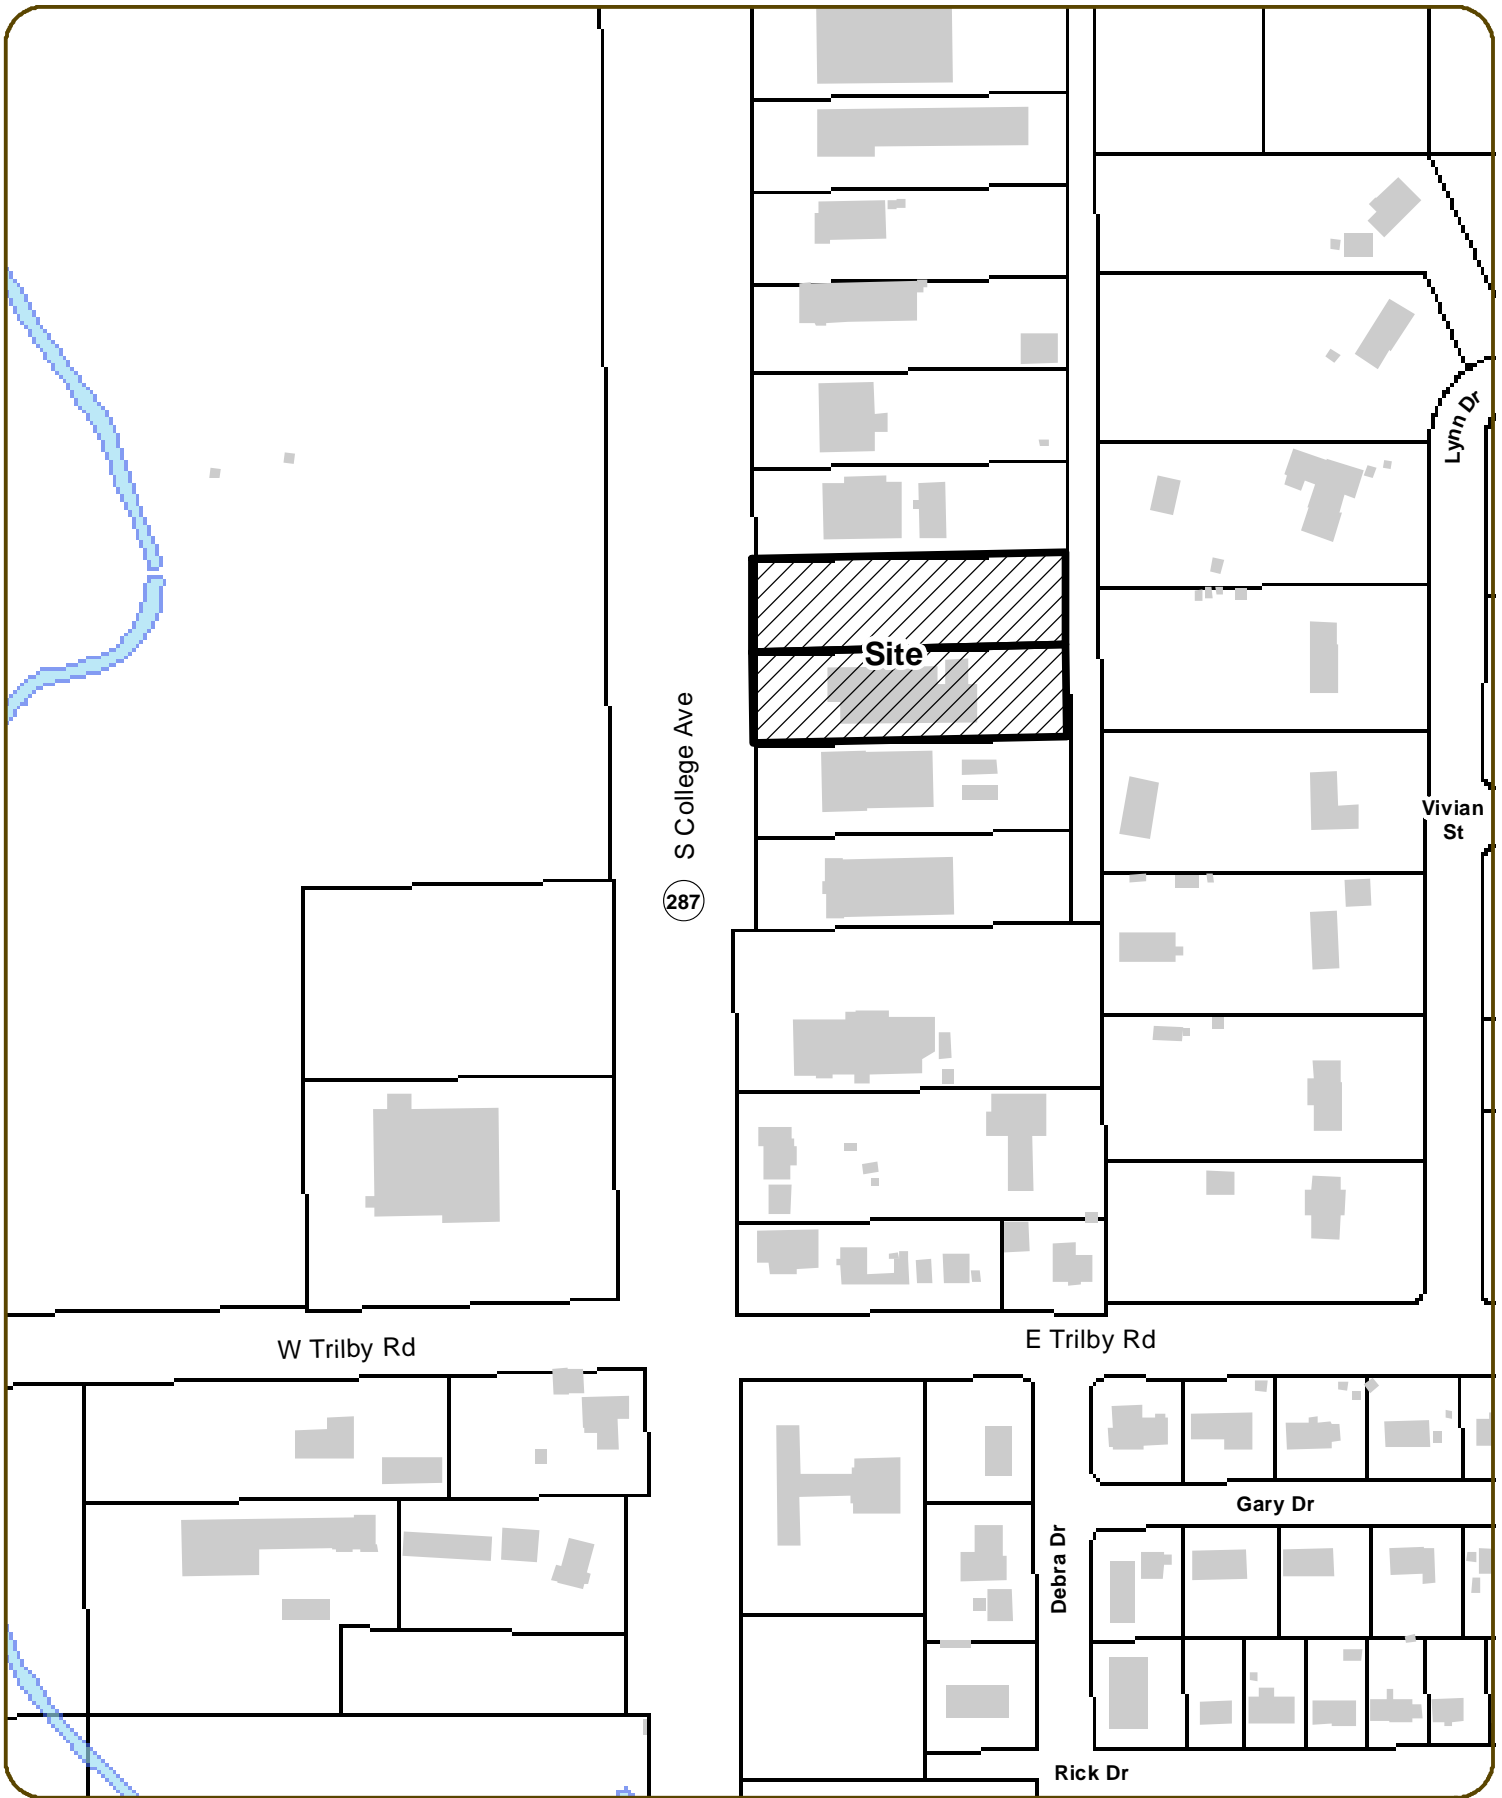 Lynn Dr
Site
S College Ave
Vivian
St
287
W Trilby Rd
E Trilby Rd
Gary Dr
Debra Dr
Rick Dr